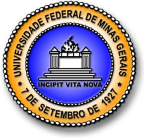 UNIVERSIDADE FEDERAL DE MINAS GERAIS
INCIPIT VITA NOVA
7 DE SETEMBRO DE 1927